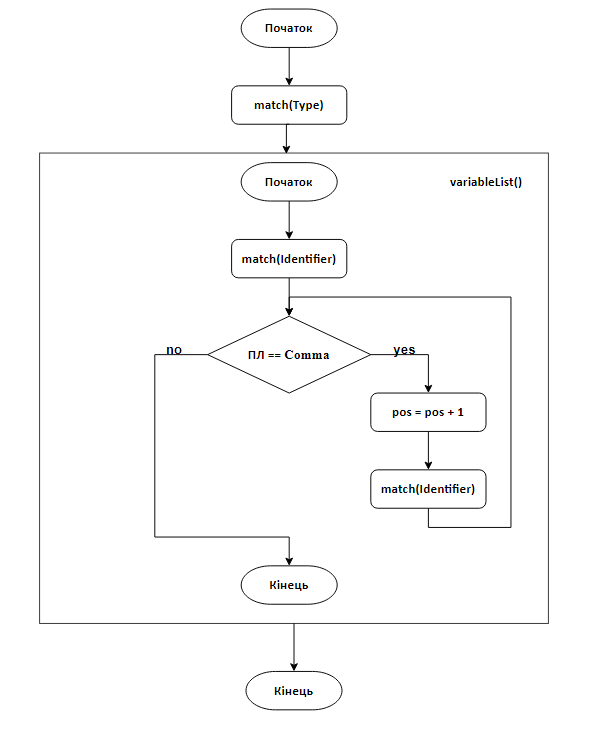 Початок
match(Type)
Початок
variableList()
match(Identifier)
ПЛ == Comma
no
yes
pos = pos + 1
match(Identifier)
Кінець
Кінець